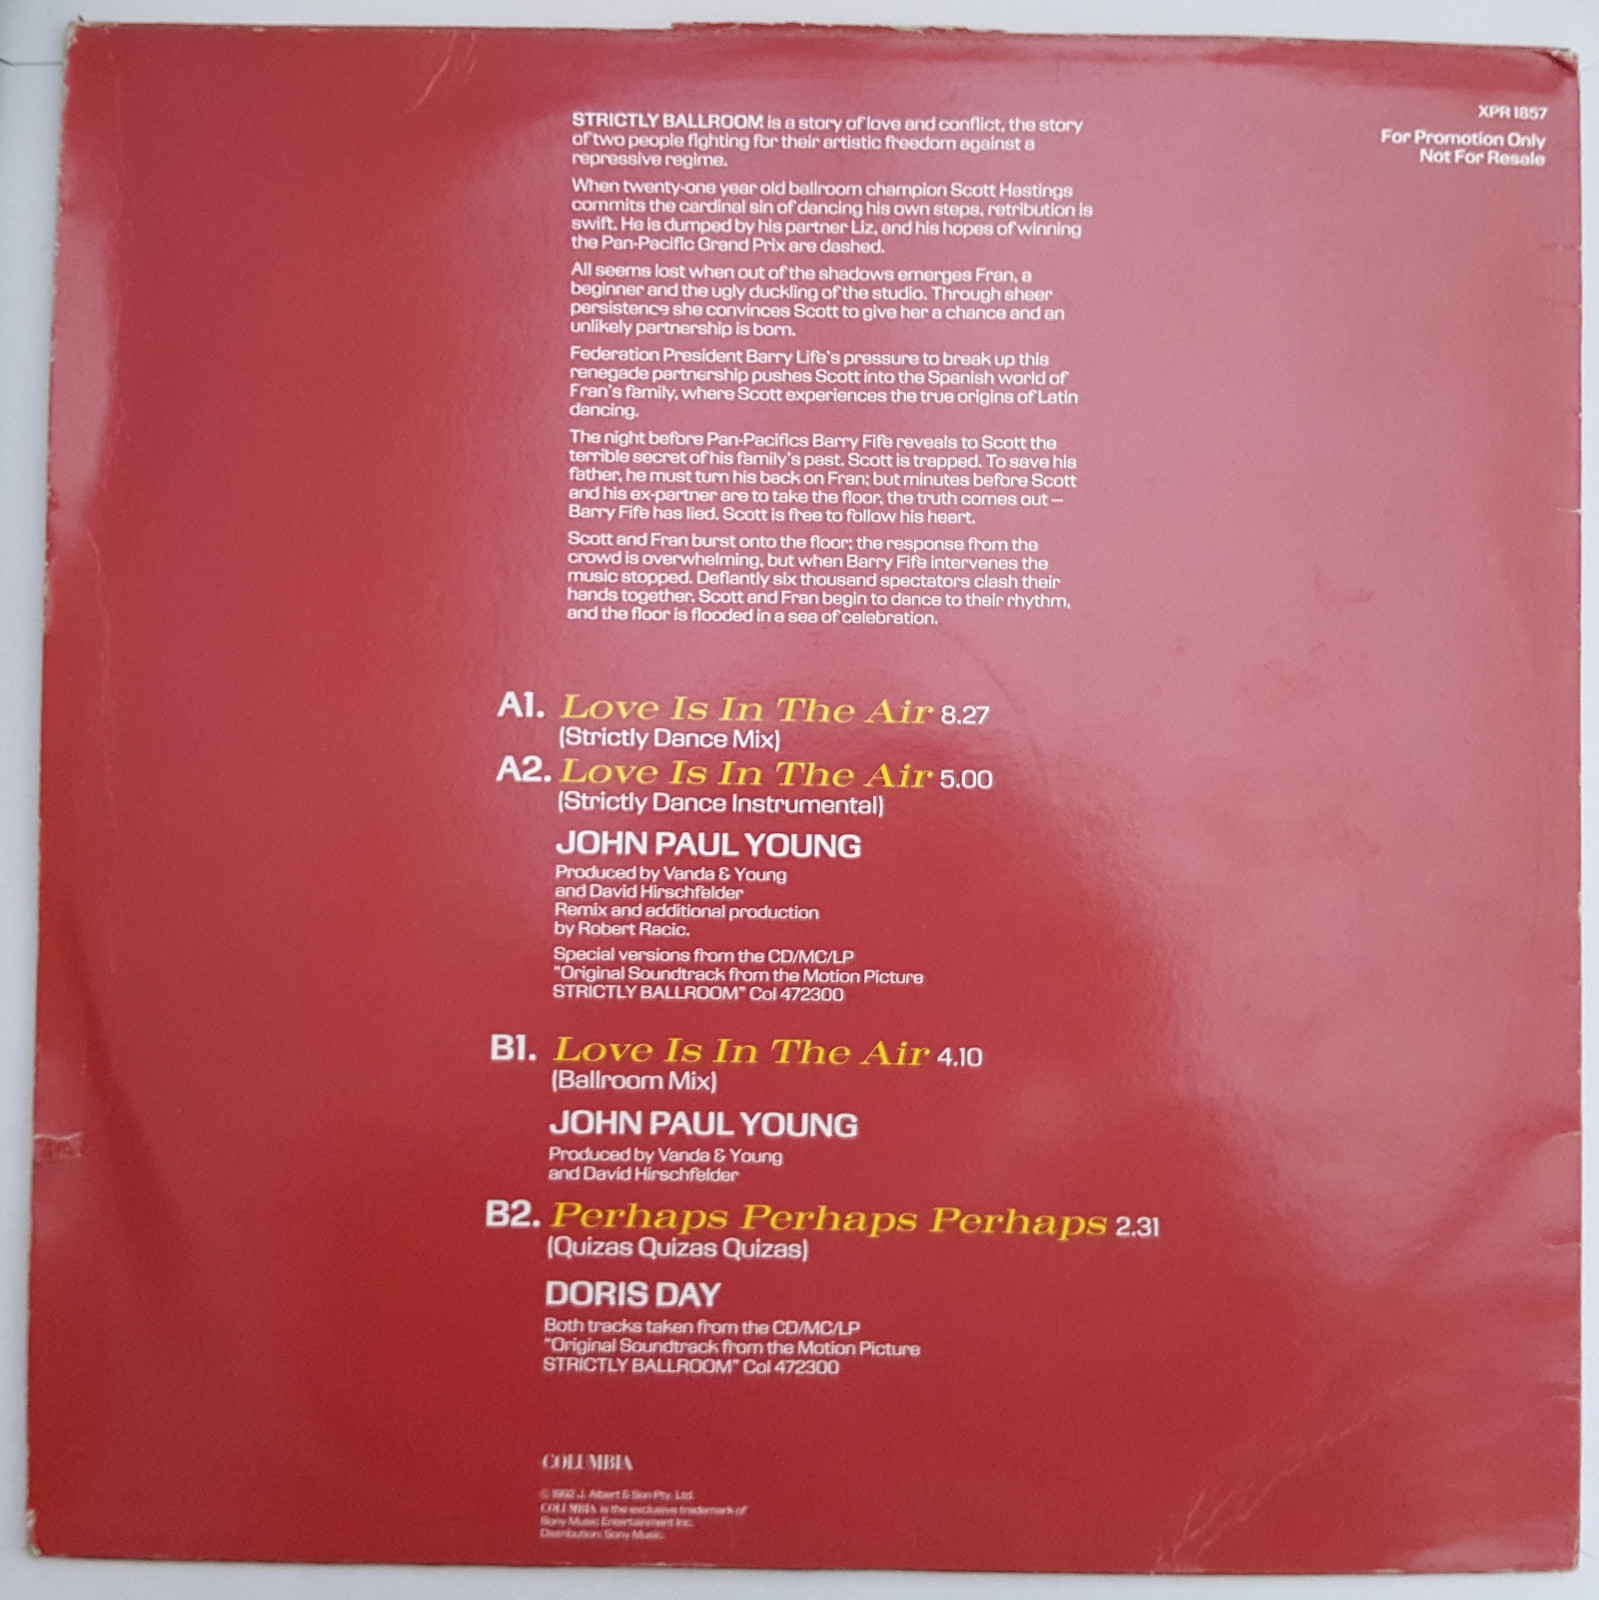 XPR 1857
For Promotion Only
Not For Resale
STRICTLY BALLROOM is a story of love and conflict, the story
of two people fighting for their artistic freedom against a
repressive regime.
When twenty-one year old ballroom champion Scott Hastings
commits the cardinal sin of dancing his own steps, retribution is
swift. He is dumped by his partner Liz, and his hopes of winning
the Pan-Pacific Grand Prix are dashed.
All seems lost when out of the shadows emerges Fran, a
beginner and the ugly duckling of the studio. Through sheer
persistence she convinces Scott to give her a chance and an
unlikely partnership is born.
Federation President Barry Life's pressure to break up this
renegade partnership pushes Scott into the Spanish world of
Fran's family, where Scott experiences the true origins of Latin
dancing.
The night before Pan-Pacifics Barry Fife reveals to Scott the
terrible secret of his family's past. Scott is trapped. To save his
father, he must turn his back on Fran; but minutes before Scott
and his ex-partner are to take the floor, the truth comes out –
Barry Fife has lied. Scott is free to follow his heart.
Scott and Fran burst onto the floor; the response from the
crowd is overwhelming, but when Barry Fife intervenes the
music stopped. Defiantly six thousand spectators clash their
hands together. Scott and Fran begin to dance to their rhythm,
and the floor is flooded in a sea of celebration.
A1. Love Is In The Air 8.27
(Strictly Dance Mix)
A2. Love Is In The Air 5.00
(Strictly Dance Instrumental)
JOHN PAUL YOUNG
Produced by Vanda & Young
and David Hirschfelder
Remix and additional production
by Robert Racic.
Special versions from the CD/MC/LP
"Original Soundtrack from the Motion Picture
STRICTLY BALLROOM" Col 472300
B1. Love Is In The Air 4.10
(Ballroom Mix)
JOHN PAUL YOUNG
Produced by Vanda & Young
and David Hirschfelder
B2. Perhaps Perhaps Perhaps 2.31
(Quizas Quizas Quizas)
DORIS DAY
Both tracks taken from the CD/MC/LP
"Original Soundtrack from the Motion Picture
STRICTLY BALLROOM" Col 472300
COLUMBIA
© 1992 J. Albert & Son Pty. Ltd.
COLUMBIA is the exclusive trademark of
Sony Music Entertainment Inc.
Distribution: Sony Music.